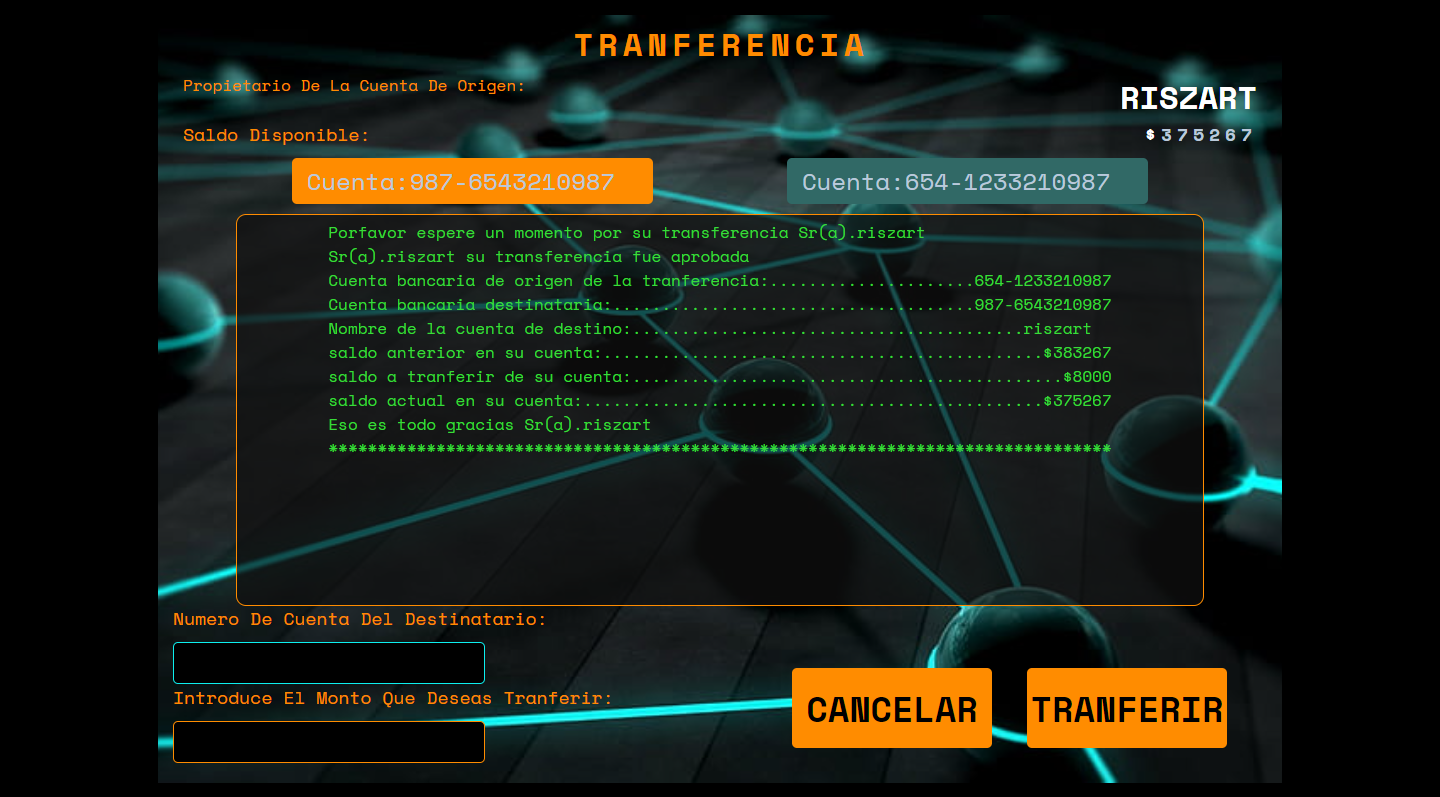 TRANFERENCIA
Propietario De La Cuenta De Origen:
RISZART
Saldo Disponible:
$375267
Cuenta:987-6543210987
Cuenta:654-1233210987
Porfavor espere un momento por su transferencia Sr(a).riszart
Sr(a).riszart su transferencia fue aprobada
Cuenta bancaria de origen de la tranferencia:.....................654-1233210987
Cuenta bancaria destinataria:.....................................987-6543210987
Nombre de la cuenta de destino:........................................riszart
saldo anterior en su cuenta:.............................................$383267
saldo a tranferir de su cuenta:............................................$8000
saldo actual en su cuenta:...............................................$375267
Eso es todo gracias Sr(a).riszart
********************************************************************************
Numero De Cuenta Del Destinatario:
Introduce El Monto Que Deseas Tranferir:
CANCELAR
TRANFERIR